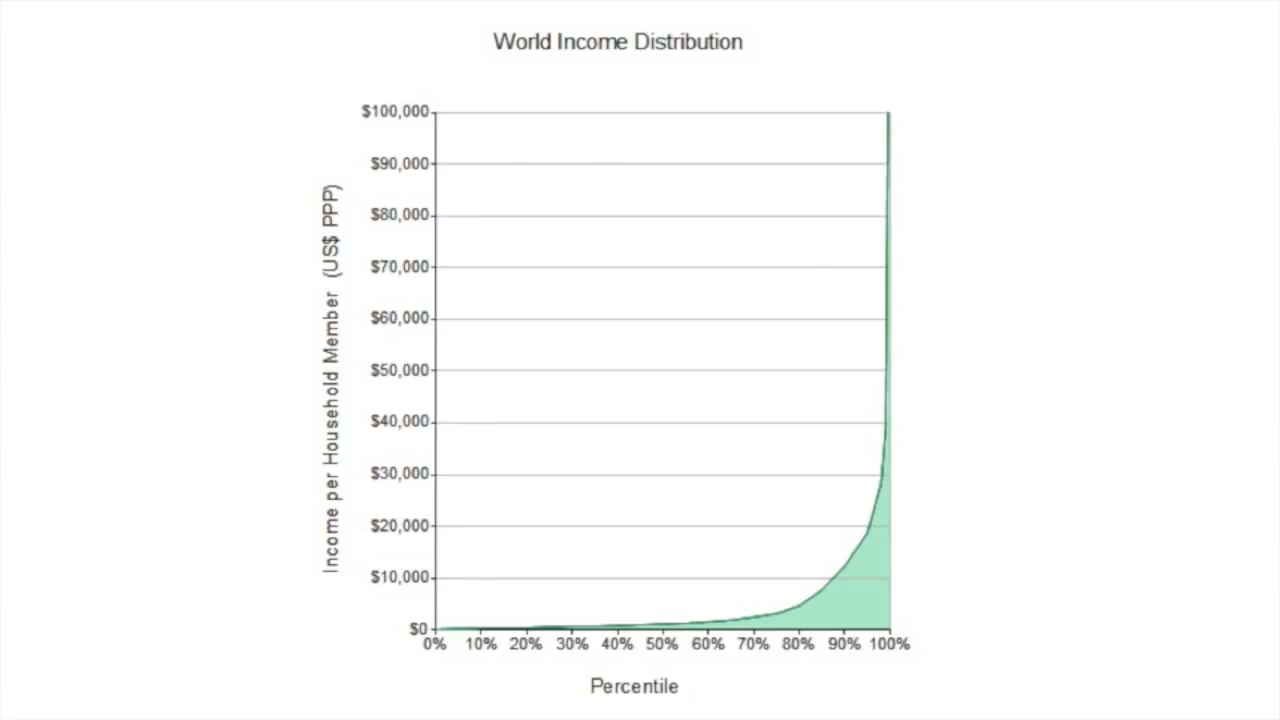 World Income Distribution
Income per Household Member (US$ PPP)
$100,000
$90,000
$80,000
$70,000
$60,000
$50,000
$40,000
$30,000
$20,000
$10,000
$0
0% 10% 20% 30% 40% 50% 60% 70% 80% 90% 100%
Percentile